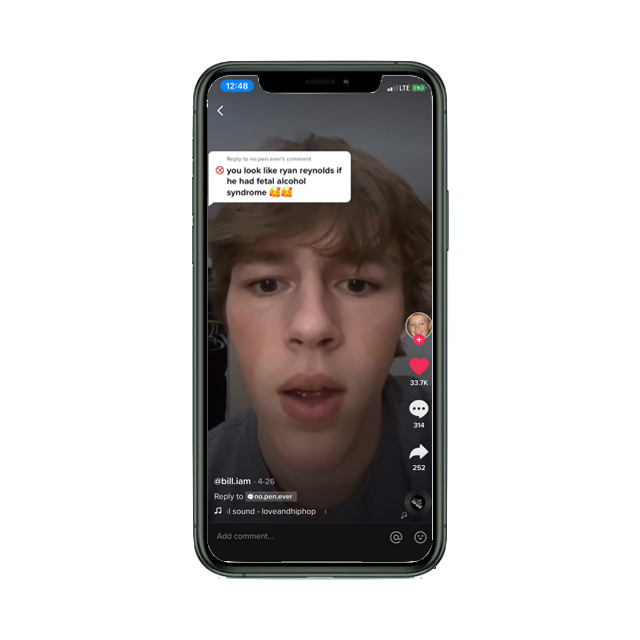 12:48
LTE
Reply to no.pen.ever's comment
you look like ryan reynolds if
he had fetal alcohol
syndrome 🥰🥰
33.7K
314
252
@bill.iam · 4-26
Reply to no.pen.ever
l sound - loveandhiphop
Add comment...
@